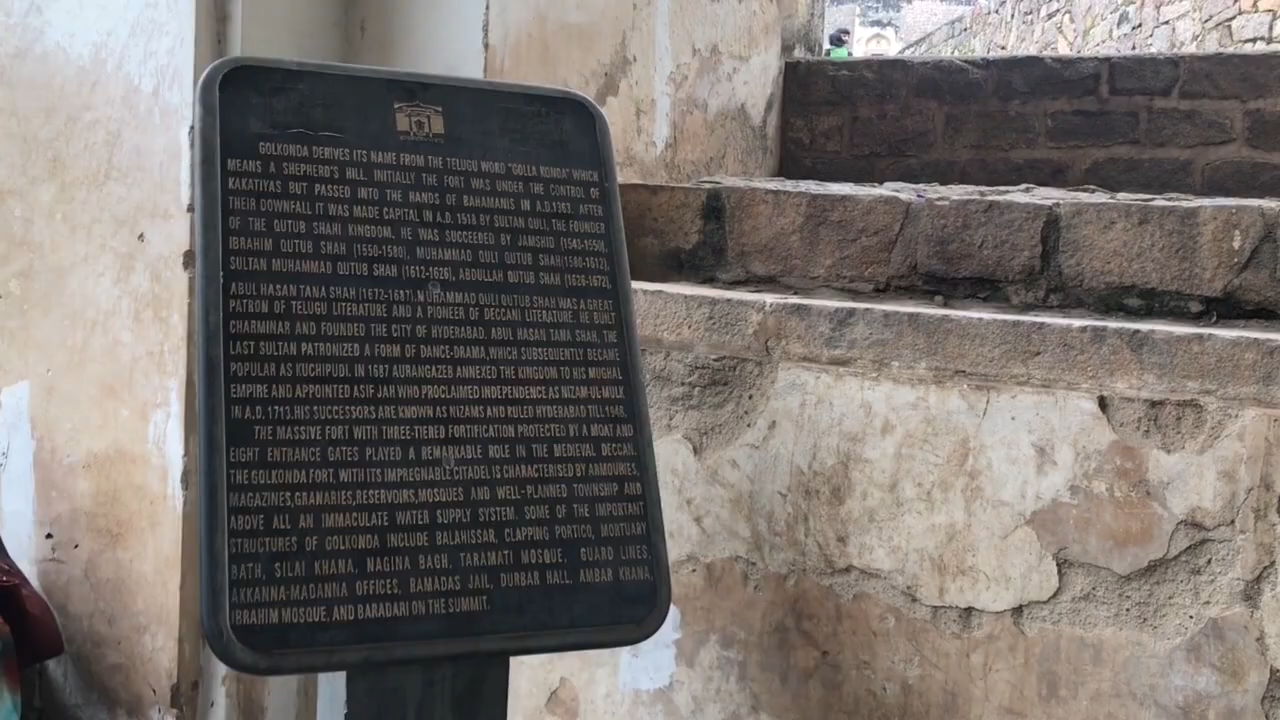 GOLKONDA DERIVES ITS NAME FROM THE TELUGU WORD "GOLLA KONDA" WHICH
MEANS A SHEPHERD'S HILL. INITIALLY THE FORT WAS UNDER THE CONTROL OF
KAKATIYAS BUT PASSED INTO THE HANDS OF BAHAMANIS IN A.D.1363. AFTER
THEIR DOWNFALL IT WAS MADE CAPITAL IN A.D. 1518 BY SULTAN QULI, THE FOUNDER
OF THE QUTUB SHAHI KINGDOM. HE WAS SUCCEEDED BY JAMSHID (1543-1550),
IBRAHIM QUTUB SHAH (1550-1580), MUHAMMAD QULI QUTUB SHAH(1580-1612),
SULTAN MUHAMMAD QUTUB SHAH (1612-1626), ABDULLAH QUTUB SHAH (1626-1672),
ABUL HASAN TANA SHAH (1672-1687). MUHAMMAD QULI QUTUB SHAH WAS A GREAT
PATRON OF TELUGU LITERATURE AND A PIONEER OF DECCANI LITERATURE. HE BUILT
CHARMINAR AND FOUNDED THE CITY OF HYDERABAD. ABUL HASAN TANA SHAH, THE
LAST SULTAN PATRONIZED A FORM OF DANCE-DRAMA,WHICH SUBSEQUENTLY BECAME
POPULAR AS KUCHIPUDI. IN 1687 AURANGAZEB ANNEXED THE KINGDOM TO HIS MUGHAL
EMPIRE AND APPOINTED ASIF JAH WHO PROCLAIMED INDEPENDENCE AS NIZAM-UL-MULK
IN A.D. 1713.HIS SUCCESSORS ARE KNOWN AS NIZAMS AND RULED HYDERABAD TILL 1948.
THE MASSIVE FORT WITH THREE-TIERED FORTIFICATION PROTECTED BY A MOAT AND
EIGHT ENTRANCE GATES PLAYED A REMARKABLE ROLE IN THE MEDIEVAL DECCAN.
THE GOLKONDA FORT, WITH ITS IMPREGNABLE CITADEL IS CHARACTERISED BY ARMOURIES,
MAGAZINES,GRANARIES,RESERVOIRS,MOSQUES AND WELL-PLANNED TOWNSHIP AND
ABOVE ALL AN IMMACULATE WATER SUPPLY SYSTEM. SOME OF THE IMPORTANT
STRUCTURES OF GOLKONDA INCLUDE BALAHISSAR, CLAPPING PORTICO, MORTUARY
BATH, SILAI KHANA, NAGINA BAGH, TARAMATI MOSQUE, GUARD LINES,
AKKANNA-MADANNA OFFICES, RAMADAS JAIL, DURBAR HALL, AMBAR KHANA,
IBRAHIM MOSQUE, AND BARADARI ON THE SUMMIT.